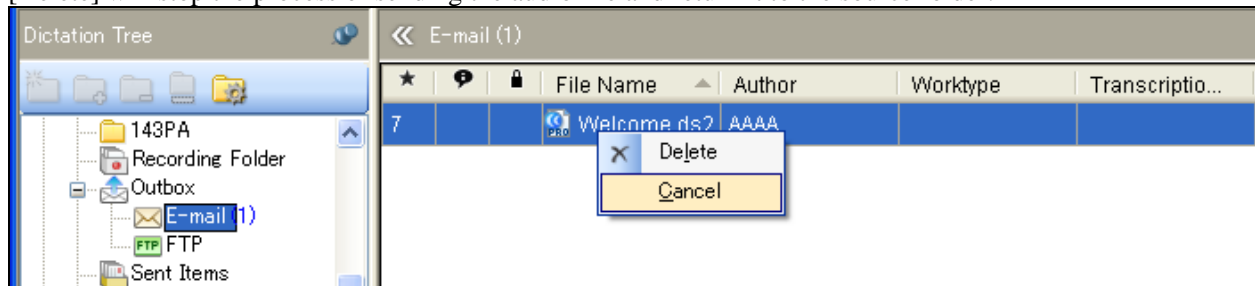 Dictation Tree
E-mail (1)
File Name Author Worktype Transcriptio...
7 Welcome.ds2 AAAA
Delete
Cancel
143PA
Recording Folder
Outbox
E-mail (1)
FTP FTP
Sent Items